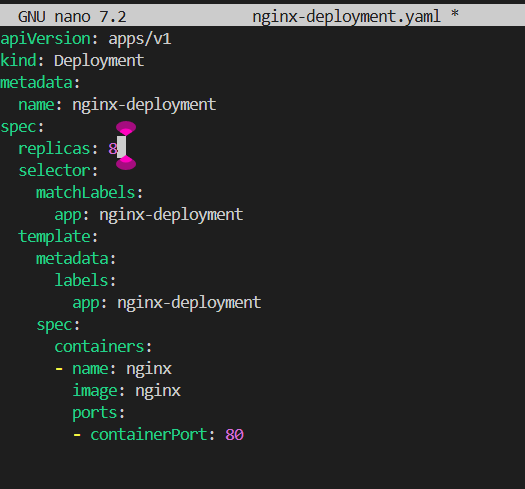 GNU nano 7.2 nginx-deployment.yaml *
apiVersion: apps/v1
kind: Deployment
metadata:
  name: nginx-deployment
spec:
  replicas: 8
  selector:
    matchLabels:
      app: nginx-deployment
  template:
    metadata:
      labels:
        app: nginx-deployment
    spec:
      containers:
      - name: nginx
        image: nginx
        ports:
        - containerPort: 80